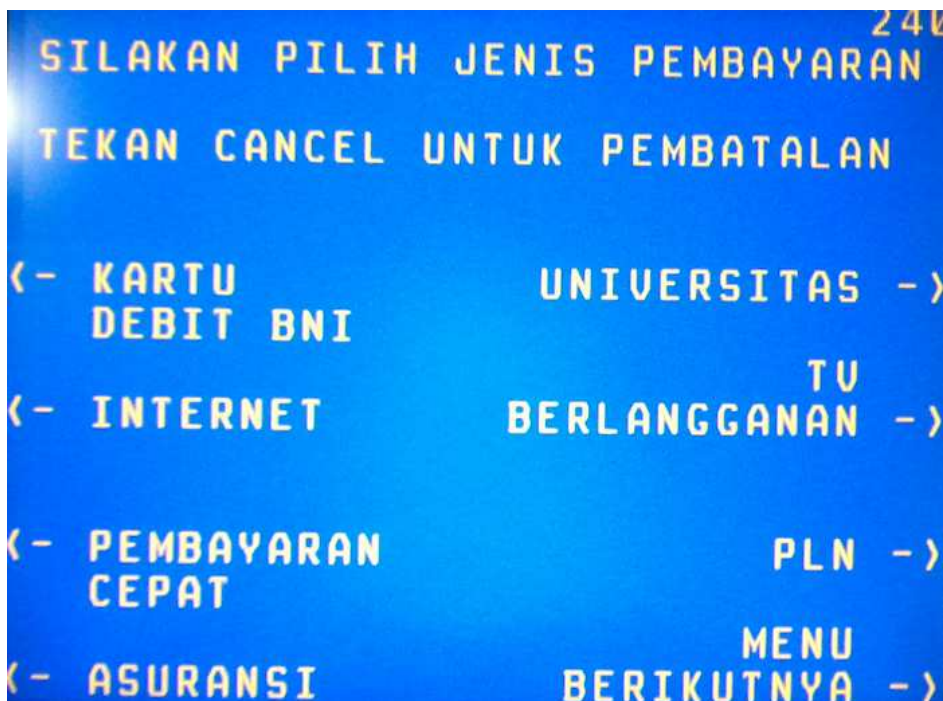 SILAKAN PILIH JENIS PEMBAYARAN
TEKAN CANCEL UNTUK PEMBATALAN
<- KARTU
DEBIT BNI
UNIVERSITAS ->
<- INTERNET
TV
BERLANGGANAN ->
<- PEMBAYARAN
CEPAT
PLN ->
<- ASURANSI
MENU
BERIKUTNYA ->